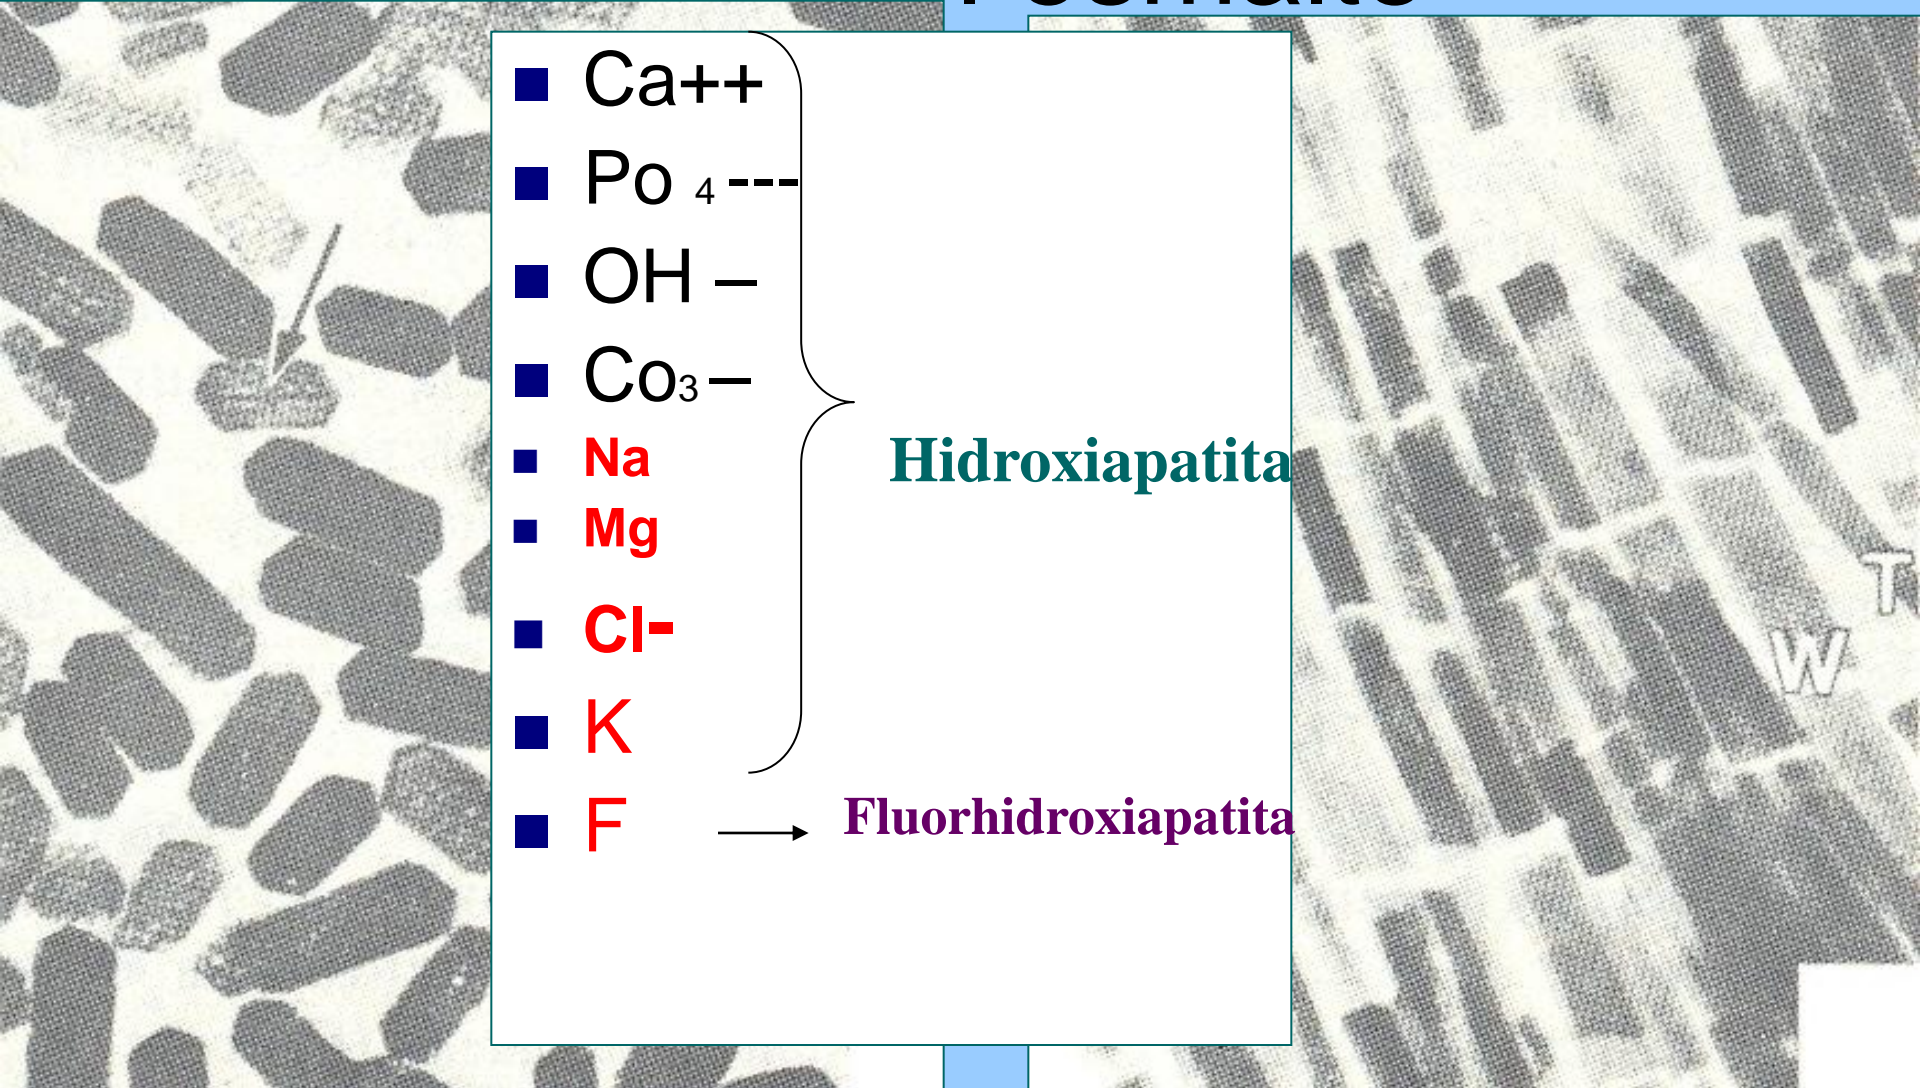 Ca++
Po 4 ---
OH –
Co3 –
Na
Mg
Cl-
K
F
Hidroxiapatita
Fluorhidroxiapatita
T
W